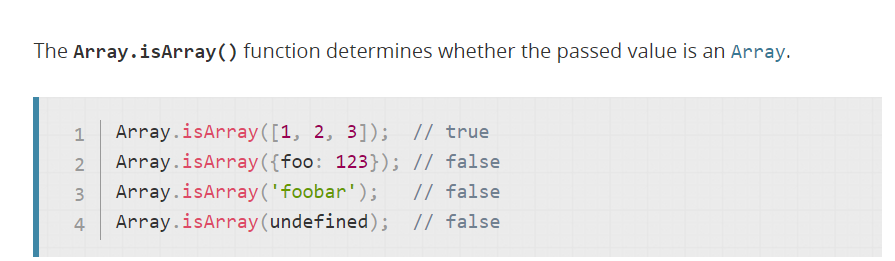 The Array.isArray() function determines whether the passed value is an Array.
1 Array.isArray([1, 2, 3]);  // true
2 Array.isArray({foo: 123}); // false
3 Array.isArray('foobar');   // false
4 Array.isArray(undefined);  // false